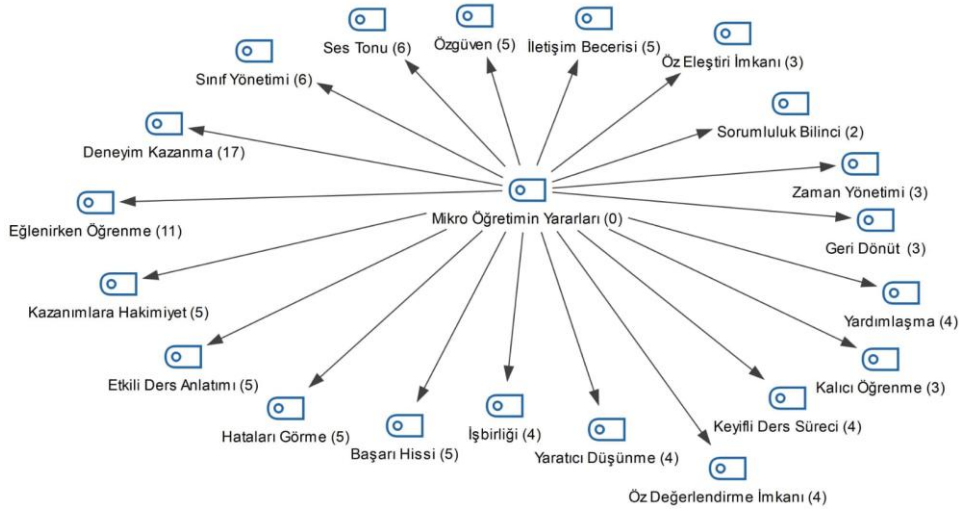 Ses Tonu (6)
Özgüven (5)
İletişim Becerisi (5)
Öz Eleştiri İmkanı (3)
Sınıf Yönetimi (6)
Sorumluluk Bilinci (2)
Deneyim Kazanma (17)
Zaman Yönetimi (3)
Mikro Öğretimin Yararları (0)
Eğlenirken Öğrenme (11)
Geri Dönüt (3)
Kazanımlara Hakimiyet (5)
Yardımlaşma (4)
Etkili Ders Anlatımı (5)
Kalıcı Öğrenme (3)
Hataları Görme (5)
Başarı Hissi (5)
İşbirliği (4)
Yaratıcı Düşünme (4)
Keyifli Ders Süreci (4)
Öz Değerlendirme İmkanı (4)